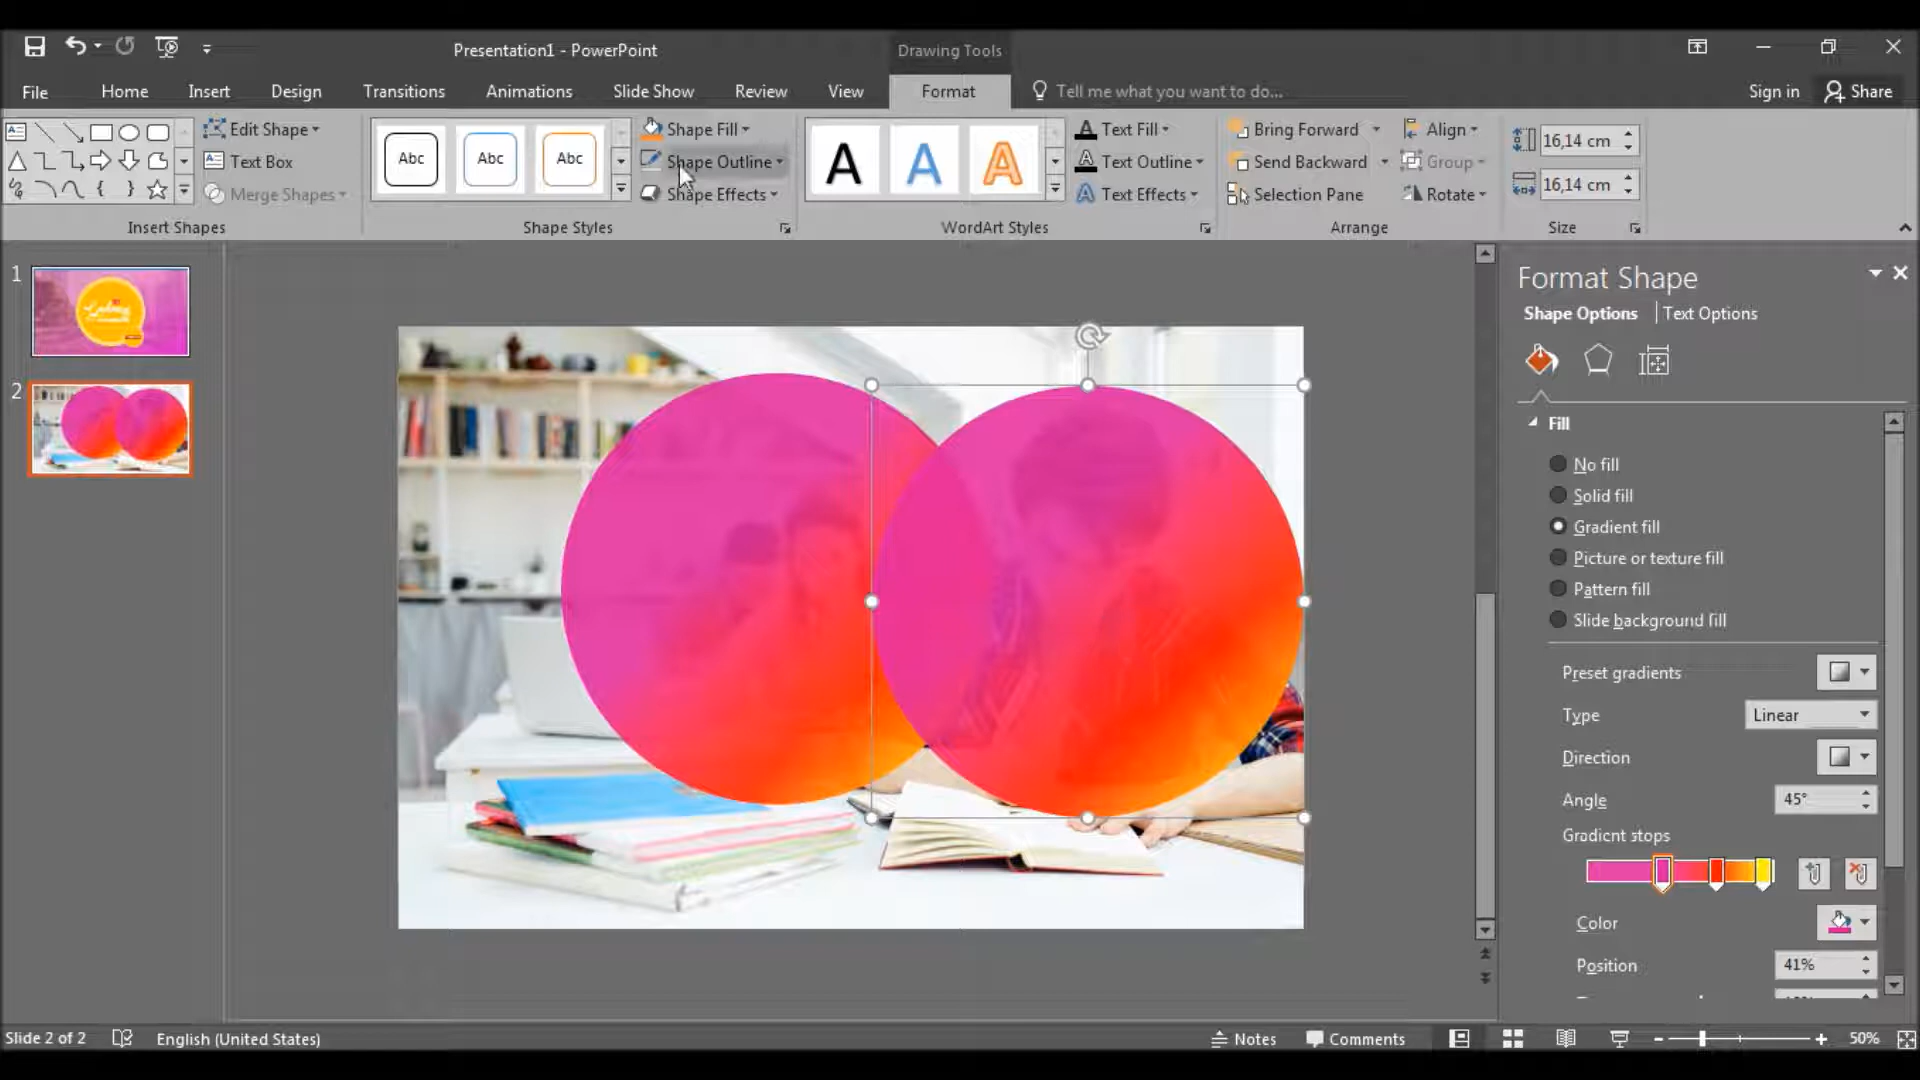 Presentation1 - PowerPoint
Drawing Tools
File
Home
Insert
Design
Transitions
Animations
Slide Show
Review
View
Format
Tell me what you want to do...
Sign in
Share
Edit Shape
Text Box
Merge Shapes
Insert Shapes
Abc
Abc
Abc
Shape Fill
Shape Outline
Shape Effects
Shape Styles
A
A
A
Text Fill
Text Outline
Text Effects
WordArt Styles
Bring Forward
Send Backward
Selection Pane
Align
Group
Rotate
Arrange
16,14 cm
16,14 cm
Size
1
2
Format Shape
Shape Options
Text Options
Fill
No fill
Solid fill
Gradient fill
Picture or texture fill
Pattern fill
Slide background fill
Preset gradients
Type
Linear
Direction
Angle
45°
Gradient stops
Color
Position
41%
Slide 2 of 2
English (United States)
Notes
Comments
50%